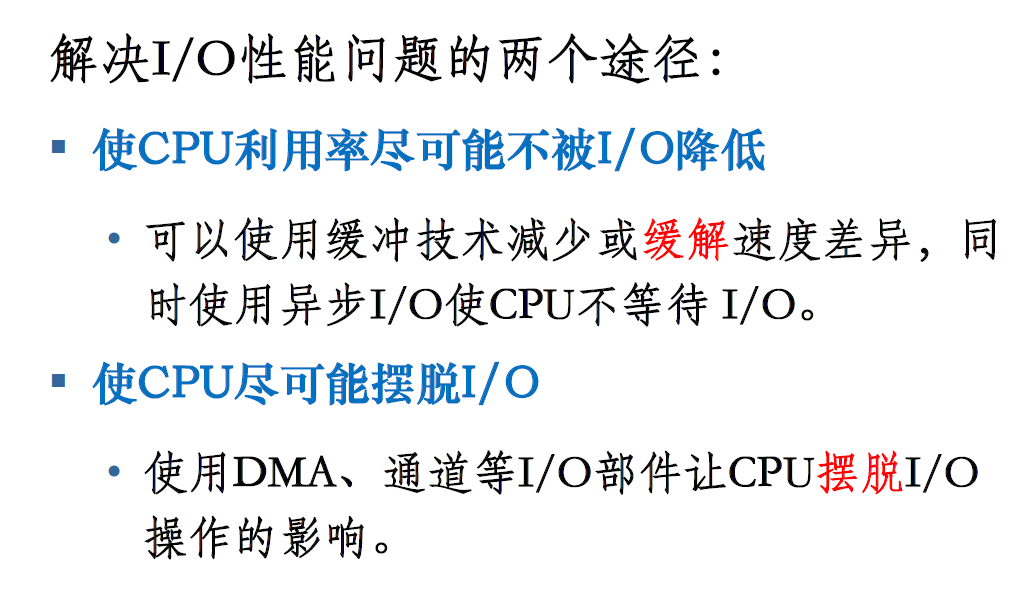 解决I/O性能问题的两个途径：
▪ 使CPU利用率尽可能不被I/O降低
• 可以使用缓冲技术减少或缓解速度差异，同
时使用异步I/O使CPU不等待 I/O。
▪ 使CPU尽可能摆脱I/O
• 使用DMA、通道等I/O部件让CPU摆脱I/O
操作的影响。